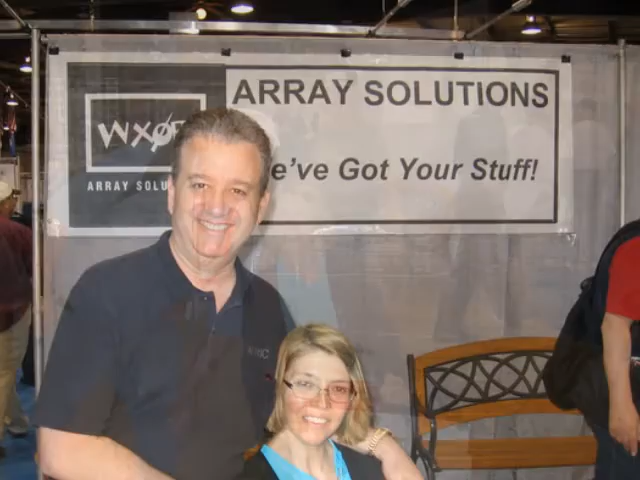 ARRAY SOLUTIONS
e've Got Your Stuff!
WXØ
ARRAY SOLU